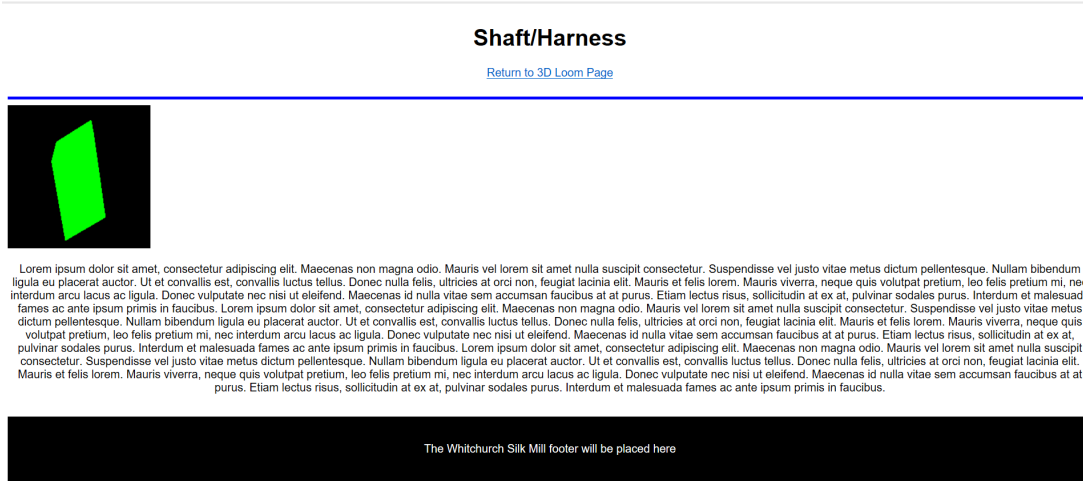 Shaft/Harness
Return to 3D Loom Page
Lorem ipsum dolor sit amet, consectetur adipiscing elit. Maecenas non magna odio. Mauris vel lorem sit amet nulla suscipit consectetur. Suspendisse vel justo vitae metus dictum pellentesque. Nullam bibendum
ligula eu placerat auctor. Ut et convallis est, convallis luctus tellus. Donec nulla felis, ultricies at orci non, feugiat lacinia elit. Mauris et felis lorem. Mauris viverra, neque quis volutpat pretium, leo felis pretium mi, nec
interdum arcu lacus ac ligula. Donec vulputate nec nisi ut eleifend. Maecenas id nulla vitae sem accumsan faucibus at at purus. Etiam lectus risus, sollicitudin at ex at, pulvinar sodales purus. Interdum et malesuad
fames ac ante ipsum primis in faucibus. Lorem ipsum dolor sit amet, consectetur adipiscing elit. Maecenas non magna odio. Mauris vel lorem sit amet nulla suscipit consectetur. Suspendisse vel justo vitae metus
dictum pellentesque. Nullam bibendum ligula eu placerat auctor. Ut et convallis est, convallis luctus tellus. Donec nulla felis, ultricies at orci non, feugiat lacinia elit. Mauris et felis lorem. Mauris viverra, neque quis
volutpat pretium, leo felis pretium mi, nec interdum arcu lacus ac ligula. Donec vulputate nec nisi ut eleifend. Maecenas id nulla vitae sem accumsan faucibus at at purus. Etiam lectus risus, sollicitudin at ex at,
pulvinar sodales purus. Interdum et malesuada fames ac ante ipsum primis in faucibus. Lorem ipsum dolor sit amet, consectetur adipiscing elit. Maecenas non magna odio. Mauris vel lorem sit amet nulla suscipit
consectetur. Suspendisse vel justo vitae metus dictum pellentesque. Nullam bibendum ligula eu placerat auctor. Ut et convallis est, convallis luctus tellus. Donec nulla felis, ultricies at orci non, feugiat lacinia elit.
Mauris et felis lorem. Mauris viverra, neque quis volutpat pretium, leo felis pretium mi, nec interdum arcu lacus ac ligula. Donec vulputate nec nisi ut eleifend. Maecenas id nulla vitae sem accumsan faucibus at at
purus. Etiam lectus risus, sollicitudin at ex at, pulvinar sodales purus. Interdum et malesuada fames ac ante ipsum primis in faucibus.
The Whitchurch Silk Mill footer will be placed here